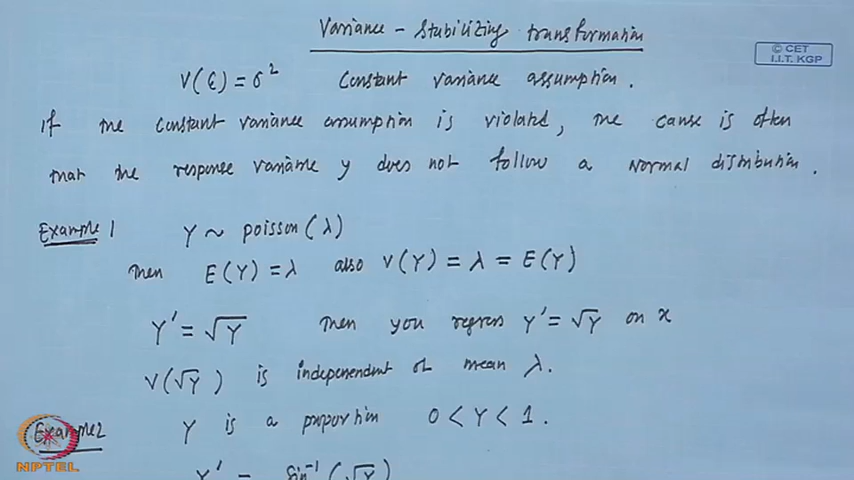 Variance - Stabilizing transformation
© CET
I.I.T. KGP
V(ε) = σ² Constant variance assumption.
If the constant variance assumption is violated, the cause is often
that the response variable y does not follow a normal distribution.
Example 1 Y ~ poisson(λ)
Then E(Y) = λ also V(Y) = λ = E(Y)
Y' = √Y Then you regress Y' = √Y on x
V(√Y) is independent of mean λ.
Example 2 Y is a proportion 0 < Y < 1.
Y' = Sin⁻¹(√Y)
NPTEL